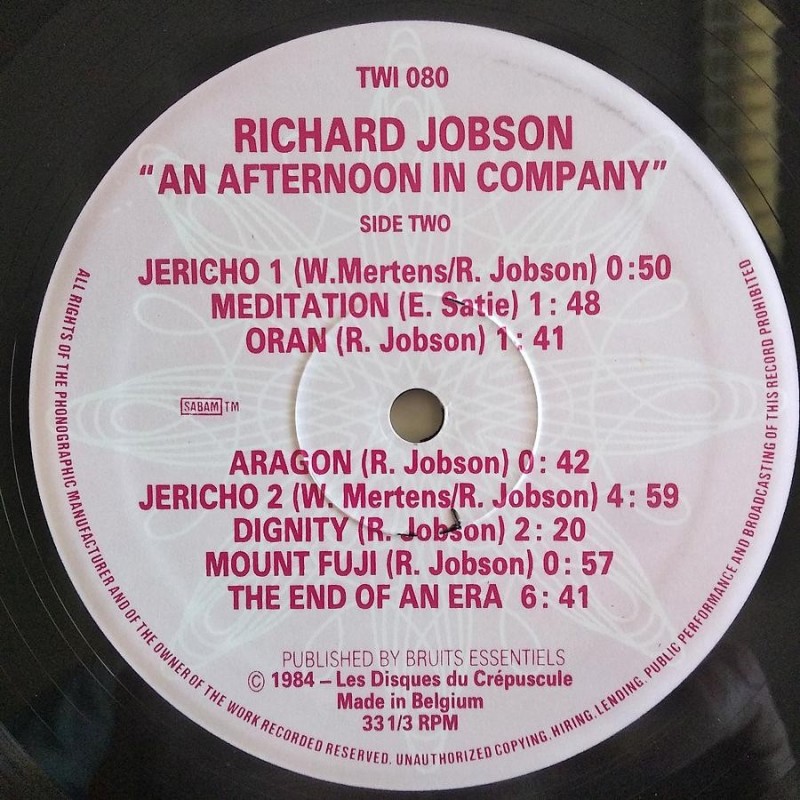 TWI 080
RICHARD JOBSON
"AN AFTERNOON IN COMPANY"
SIDE TWO
JERICHO 1 (W.Mertens/R. Jobson) 0:50
MEDITATION (E. Satie) 1: 48
ORAN (R. Jobson) 1: 41
SABAM TM
ARAGON (R. Jobson) 0: 42
JERICHO 2 (W. Mertens/R. Jobson) 4: 59
DIGNITY (R. Jobson) 2: 20
MOUNT FUJI (R. Jobson) 0: 57
THE END OF AN ERA 6: 41
PUBLISHED BY BRUITS ESSENTIELS
© 1984 – Les Disques du Crépuscule
Made in Belgium
33 1/3 RPM
ALL RIGHTS OF THE PHONOGRAPHIC MANUFACTURER AND OF THE OWNER OF THE WORK RECORDED RESERVED. UNAUTHORIZED COPYING. HIRING. LENDING. PUBLIC PERFORMANCE AND BROADCASTING OF THIS RECORD PROHIBITED